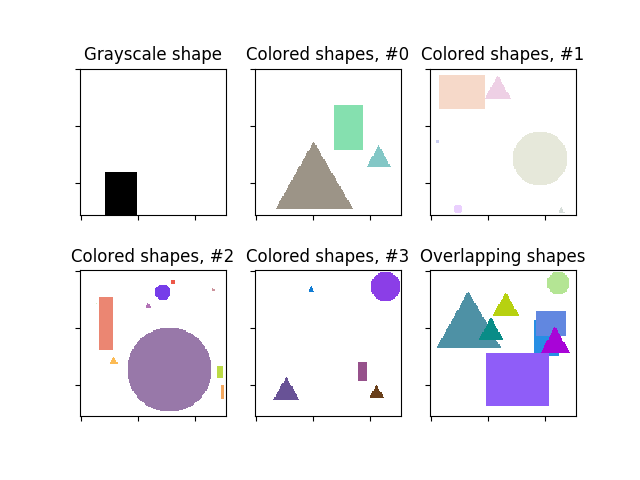 Grayscale shape
Colored shapes, #0
Colored shapes, #1
Colored shapes, #2
Colored shapes, #3
Overlapping shapes